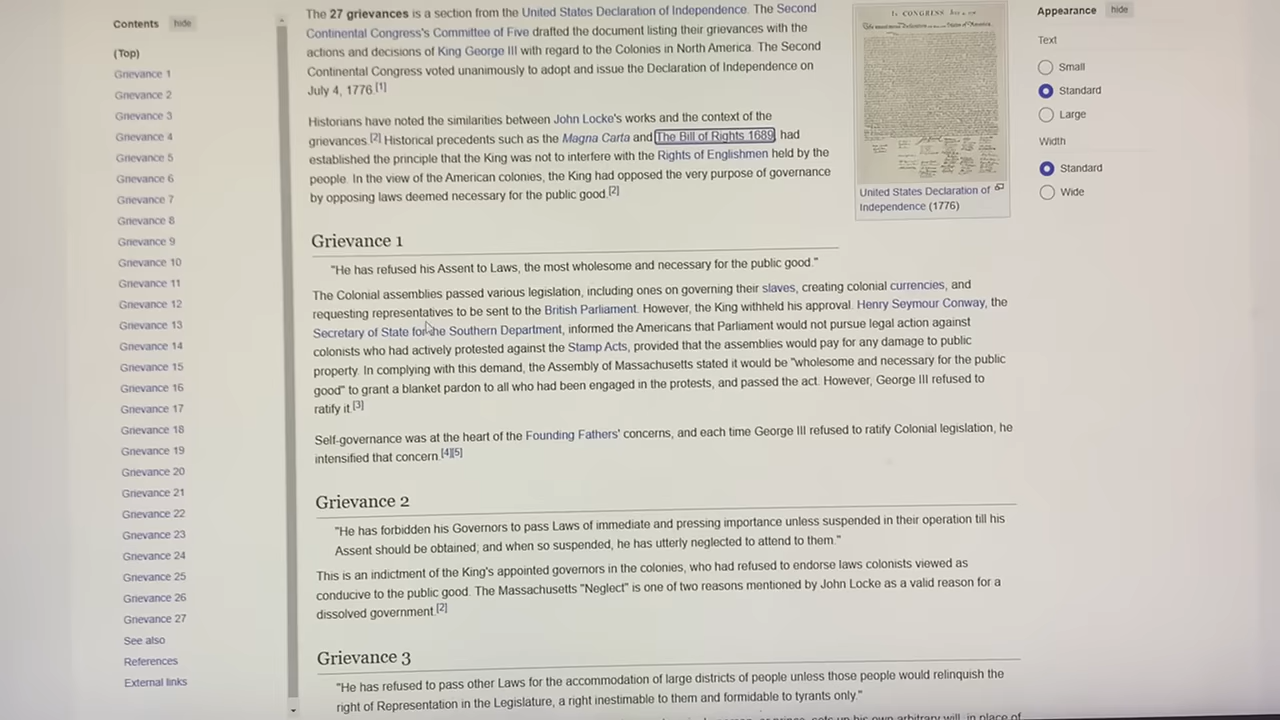 Contents hide
(Top)
Grievance 1
Grievance 2
Grievance 3
Grievance 4
Grievance 5
Grievance 6
Grievance 7
Grievance 8
Grievance 9
Grievance 10
Grievance 11
Grievance 12
Grievance 13
Grievance 14
Grievance 15
Grievance 16
Grievance 17
Grievance 18
Grievance 19
Grievance 20
Grievance 21
Grievance 22
Grievance 23
Grievance 24
Grievance 25
Grievance 26
Grievance 27
See also
References
External links
The 27 grievances is a section from the United States Declaration of Independence. The Second
Continental Congress's Committee of Five drafted the document listing their grievances with the
actions and decisions of King George III with regard to the Colonies in North America. The Second
Continental Congress voted unanimously to adopt and issue the Declaration of Independence on
July 4, 1776.[1]
Historians have noted the similarities between John Locke's works and the context of the
grievances.[2] Historical precedents such as the Magna Carta and The Bill of Rights 1689, had
established the principle that the King was not to interfere with the Rights of Englishmen held by the
people. In the view of the American colonies, the King had opposed the very purpose of governance
by opposing laws deemed necessary for the public good.[2]
IN CONGRESS, July 4, 1776
United States Declaration of
Independence (1776)
Grievance 1
"He has refused his Assent to Laws, the most wholesome and necessary for the public good."
The Colonial assemblies passed various legislation, including ones on governing their slaves, creating colonial currencies, and
requesting representatives to be sent to the British Parliament. However, the King withheld his approval. Henry Seymour Conway, the
Secretary of State for the Southern Department, informed the Americans that Parliament would not pursue legal action against
colonists who had actively protested against the Stamp Acts, provided that the assemblies would pay for any damage to public
property. In complying with this demand, the Assembly of Massachusetts stated it would be "wholesome and necessary for the public
good" to grant a blanket pardon to all who had been engaged in the protests, and passed the act. However, George III refused to
ratify it.[3]
Self-governance was at the heart of the Founding Fathers' concerns, and each time George III refused to ratify Colonial legislation, he
intensified that concern.[4][5]
Grievance 2
"He has forbidden his Governors to pass Laws of immediate and pressing importance unless suspended in their operation till his
Assent should be obtained; and when so suspended, he has utterly neglected to attend to them."
This is an indictment of the King's appointed governors in the colonies, who had refused to endorse laws colonists viewed as
conducive to the public good. The Massachusetts "Neglect" is one of two reasons mentioned by John Locke as a valid reason for a
dissolved government.[2]
Grievance 3
"He has refused to pass other Laws for the accommodation of large districts of people unless those people would relinquish the
right of Representation in the Legislature, a right inestimable to them and formidable to tyrants only."
sets up his own arbitrary will, in place of
Appearance hide
Text
Small
Standard
Large
Width
Standard
Wide